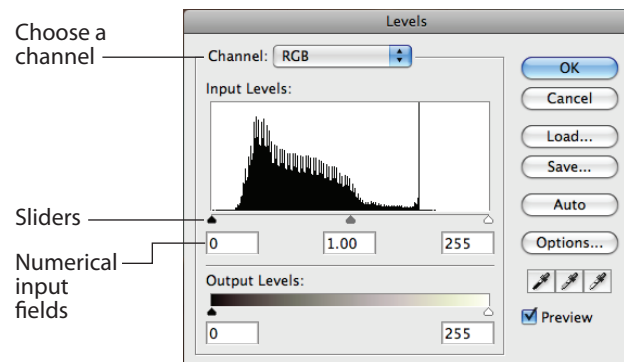 Levels
Choose a
channel
Channel: RGB
Input Levels:
Sliders
0 1.00 255
Numerical
input
fields
Output Levels:
0 255
OK
Cancel
Load...
Save...
Auto
Options...
Preview